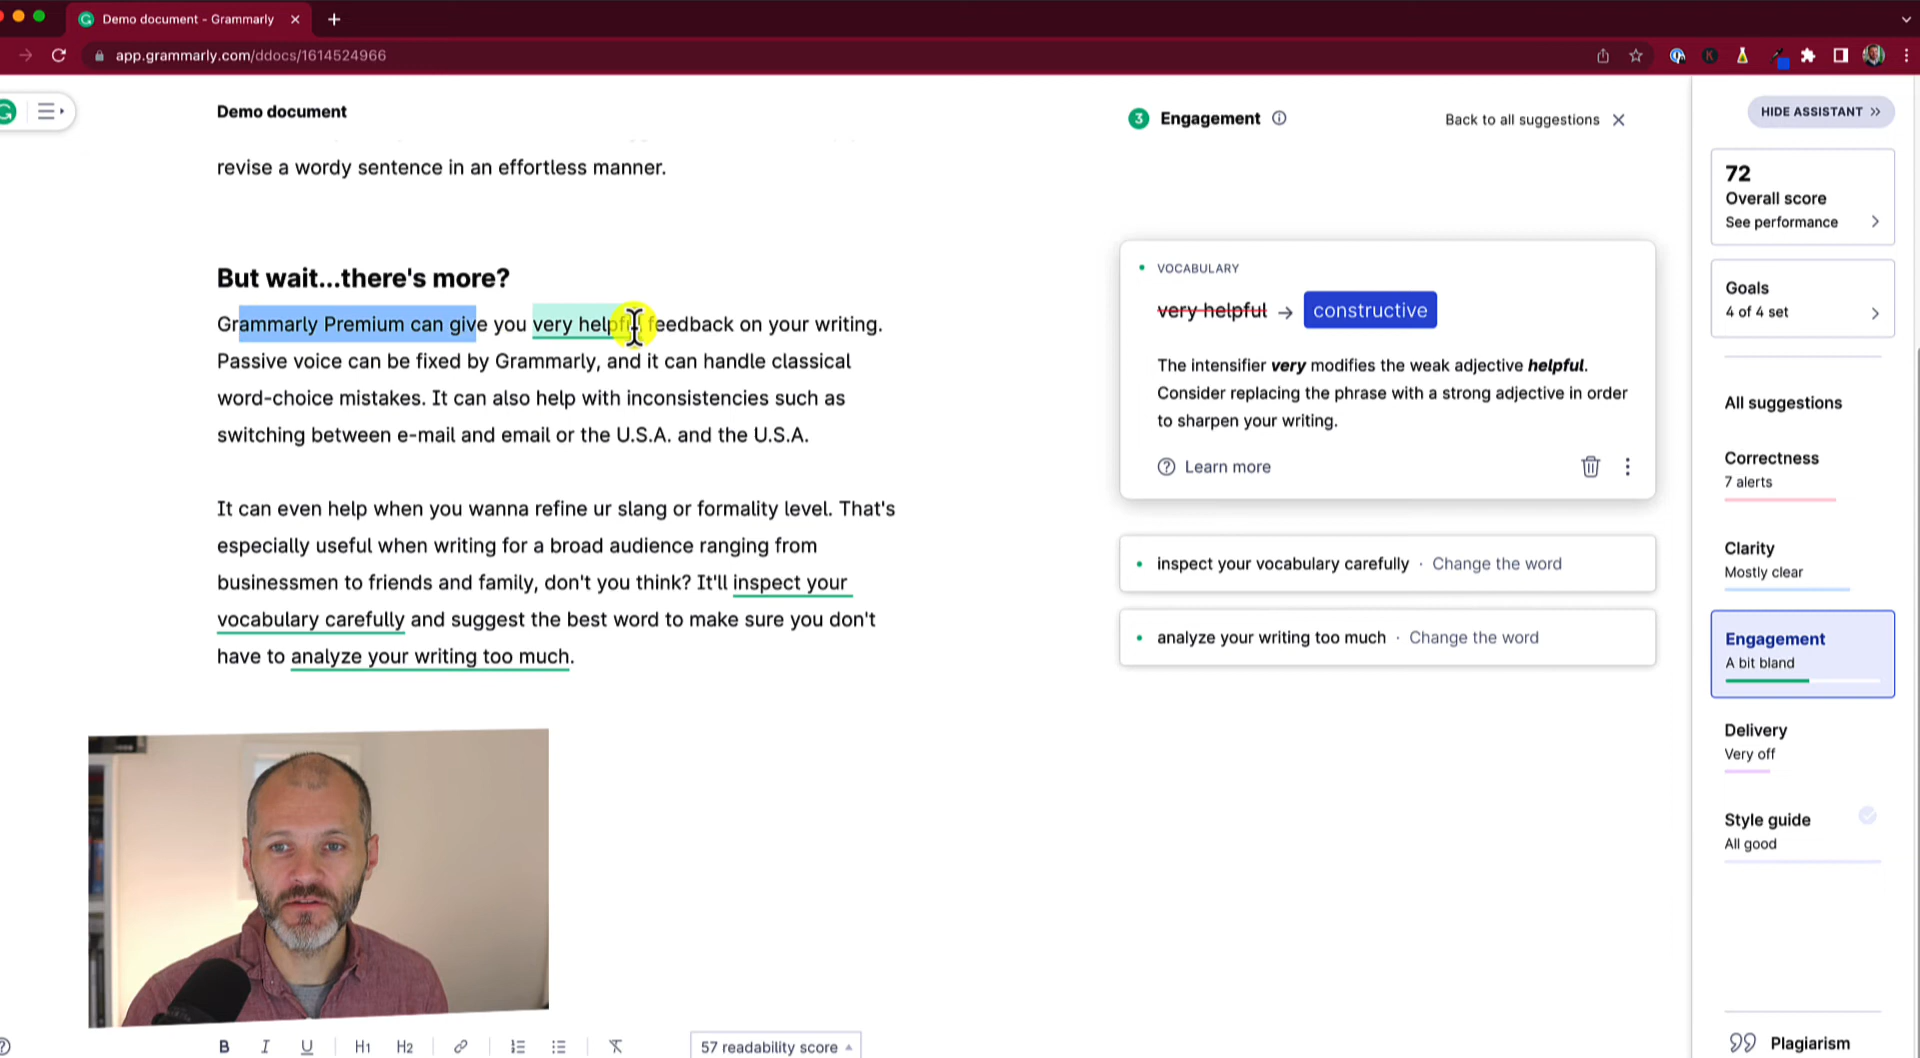 Demo document - Grammarly
app.grammarly.com/ddocs/1614524966
Demo document
revise a wordy sentence in an effortless manner.
But wait...there's more?
Grammarly Premium can give you very helpful feedback on your writing.
Passive voice can be fixed by Grammarly, and it can handle classical
word-choice mistakes. It can also help with inconsistencies such as
switching between e-mail and email or the U.S.A. and the U.S.A.
It can even help when you wanna refine ur slang or formality level. That's
especially useful when writing for a broad audience ranging from
businessmen to friends and family, don't you think? It'll inspect your
vocabulary carefully and suggest the best word to make sure you don't
have to analyze your writing too much.
B I U H1 H2
57 readability score
3 Engagement
Back to all suggestions
VOCABULARY
very helpful → constructive
The intensifier very modifies the weak adjective helpful.
Consider replacing the phrase with a strong adjective in order
to sharpen your writing.
Learn more
inspect your vocabulary carefully · Change the word
analyze your writing too much · Change the word
HIDE ASSISTANT
72
Overall score
See performance
Goals
4 of 4 set
All suggestions
Correctness
7 alerts
Clarity
Mostly clear
Engagement
A bit bland
Delivery
Very off
Style guide
All good
Plagiarism